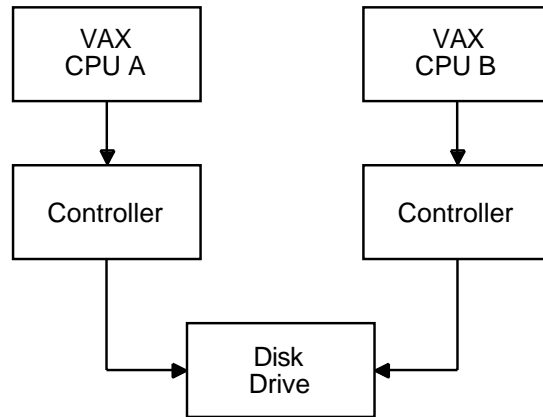 VAX
CPU A
VAX
CPU B
Controller
Controller
Disk
Drive